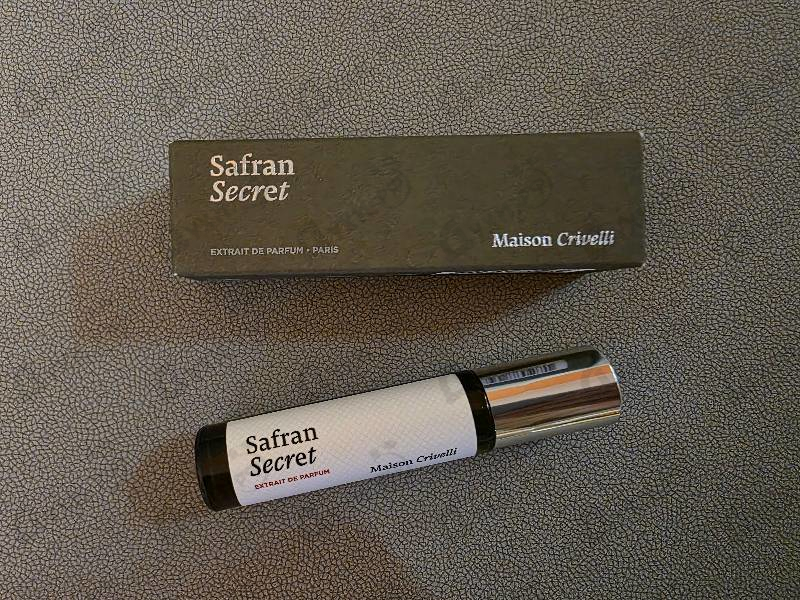 Safran
Secret
EXTRAIT DE PARFUM • PARIS
Maison Crivelli
Safran
Secret
EXTRAIT DE PARFUM
Maison Crivelli